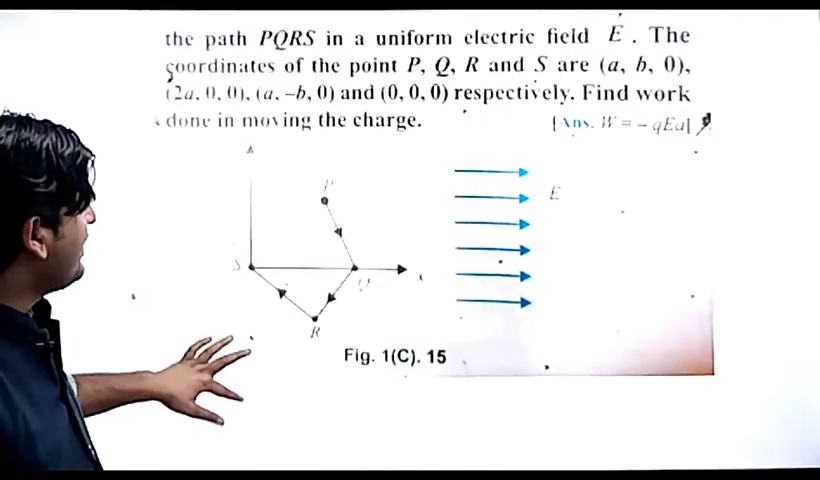 the path PQRS in a uniform electric field E. The
coordinates of the point P, Q, R and S are (a, b, 0),
(2a, 0, 0), (a, –b, 0) and (0, 0, 0) respectively. Find work
done in moving the charge.
[Ans. W = – qEa]
P
E
S
Q
x
R
Fig. 1(C). 15